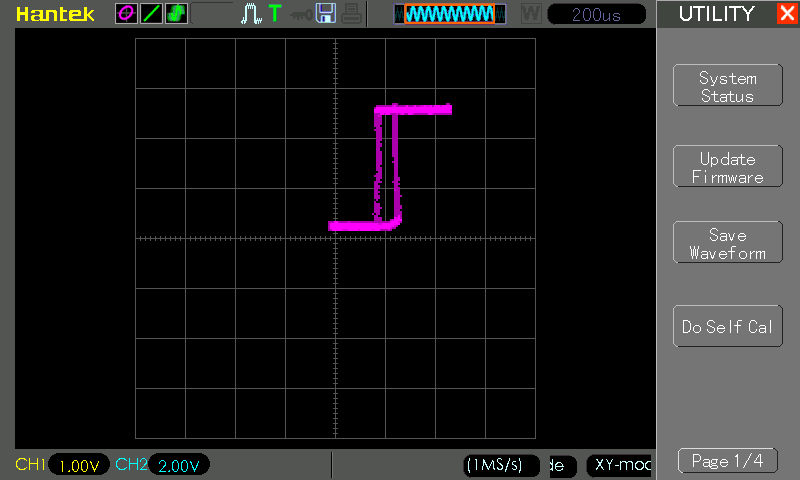 Hantek
T
W
200us
UTILITY
X
System
Status
Update
Firmware
Save
Waveform
Do Self Cal
CH1 1.00V CH2 2.00V (1MS/s) de XY-mod
Page 1/4